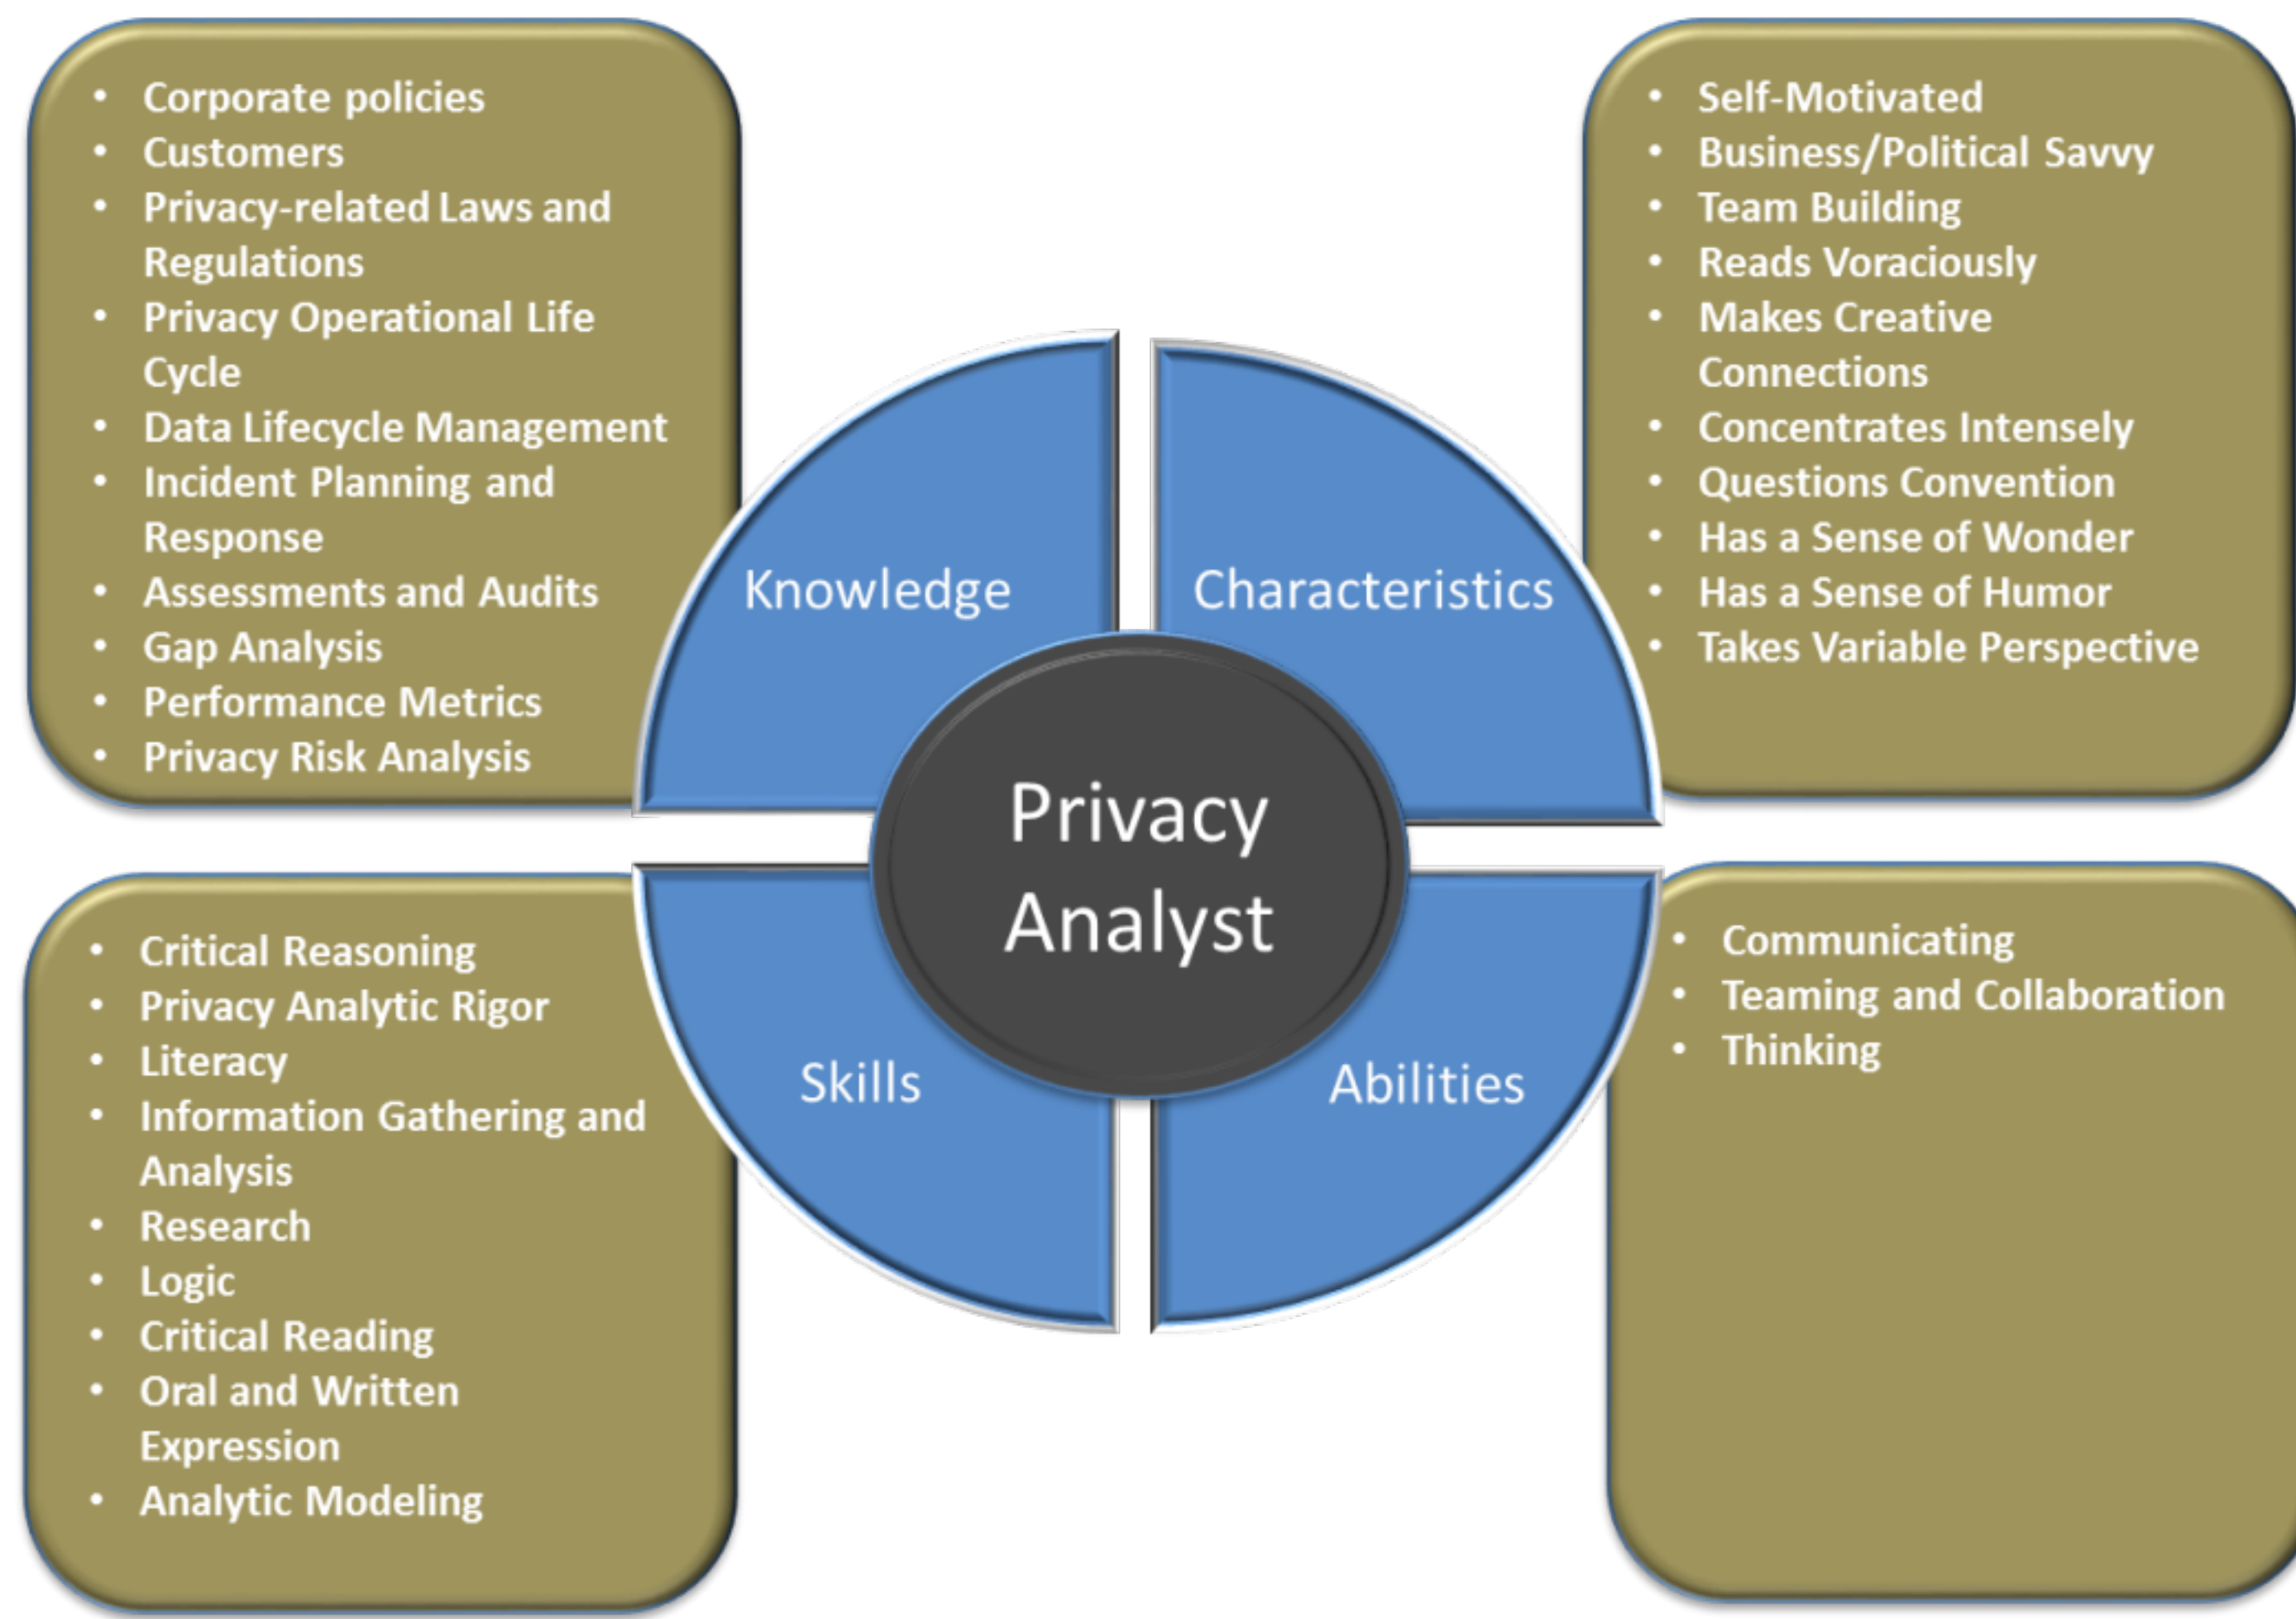 • Corporate policies
• Customers
• Privacy-related Laws and
Regulations
• Privacy Operational Life
Cycle
• Data Lifecycle Management
• Incident Planning and
Response
• Assessments and Audits
• Gap Analysis
• Performance Metrics
• Privacy Risk Analysis
• Self-Motivated
• Business/Political Savvy
• Team Building
• Reads Voraciously
• Makes Creative
Connections
• Concentrates Intensely
• Questions Convention
• Has a Sense of Wonder
• Has a Sense of Humor
• Takes Variable Perspective
Knowledge
Characteristics
Privacy
Analyst
Skills
Abilities
• Critical Reasoning
• Privacy Analytic Rigor
• Literacy
• Information Gathering and
Analysis
• Research
• Logic
• Critical Reading
• Oral and Written
Expression
• Analytic Modeling
• Communicating
• Teaming and Collaboration
• Thinking